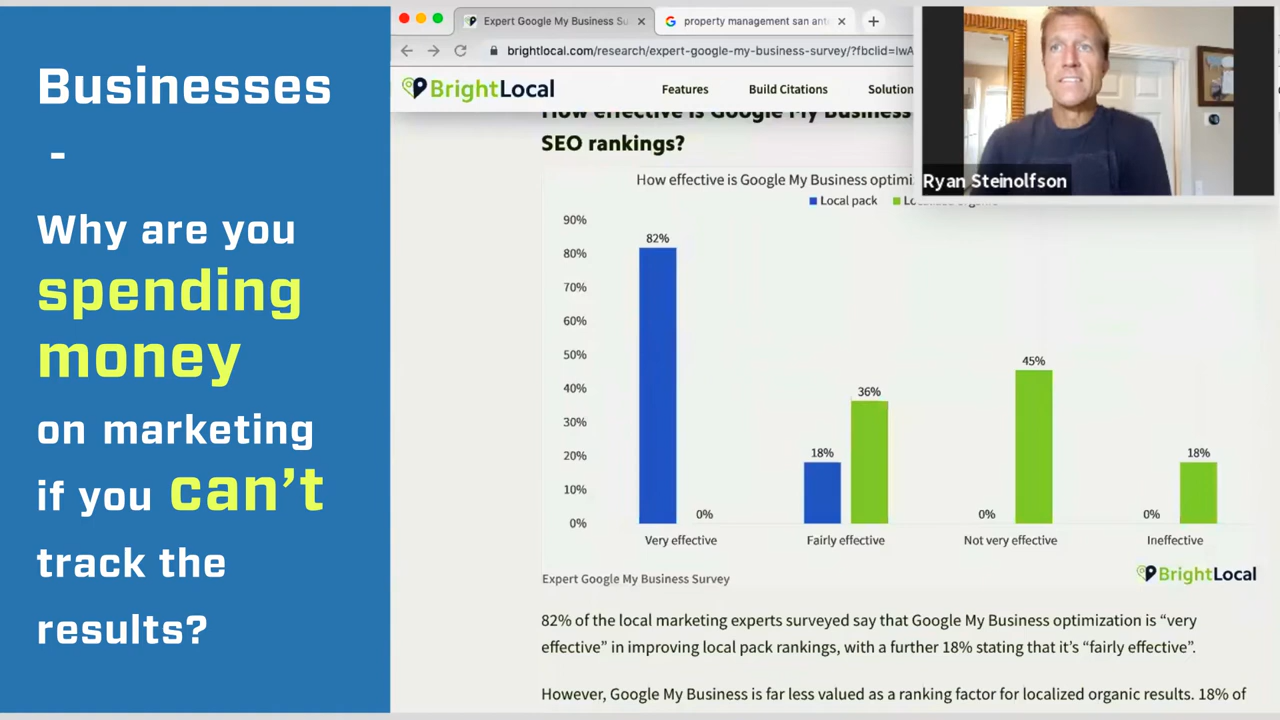 Businesses
-
Why are you
spending
money
on marketing
if you can't
track the
results?
Expert Google My Business Su
property management san ant
brightlocal.com/research/expert-google-my-business-survey/?fbclid=IwA
BrightLocal
Features
Build Citations
Solution
How effective is Google My Business
SEO rankings?
How effective is Google My Business optimi
Local pack
Ryan Steinolfson
90%
80%
70%
60%
50%
40%
30%
20%
10%
0%
82%
0%
18%
36%
0%
45%
0%
18%
Very effective
Fairly effective
Not very effective
Ineffective
Expert Google My Business Survey
BrightLocal
82% of the local marketing experts surveyed say that Google My Business optimization is “very
effective” in improving local pack rankings, with a further 18% stating that it’s “fairly effective”.
However, Google My Business is far less valued as a ranking factor for localized organic results. 18% of